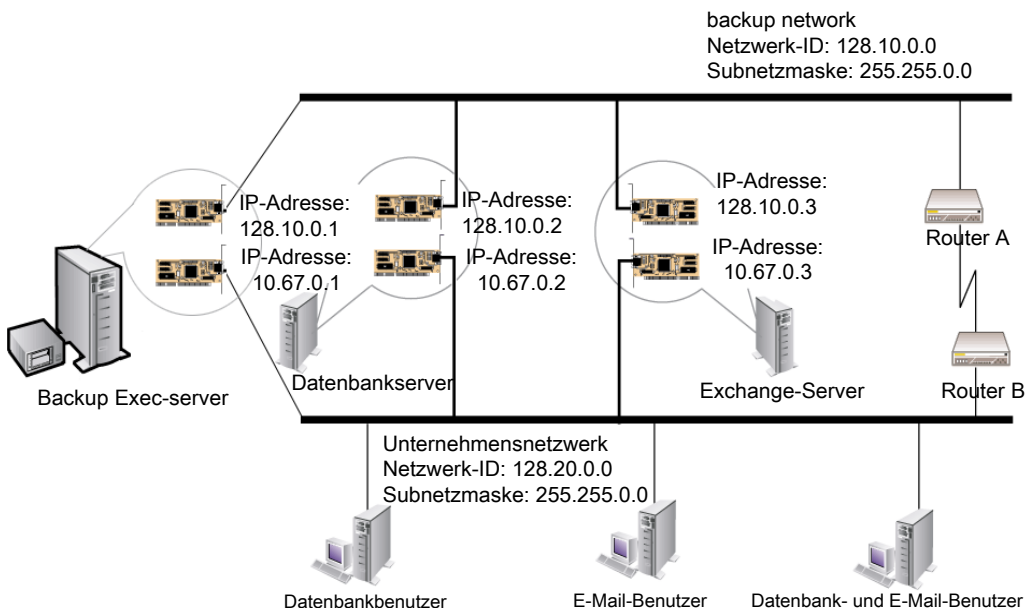 backup network
Netzwerk-ID: 128.10.0.0
Subnetzmaske: 255.255.0.0
IP-Adresse:
128.10.0.1
IP-Adresse:
10.67.0.1
IP-Adresse:
128.10.0.2
IP-Adresse:
10.67.0.2
IP-Adresse:
128.10.0.3
IP-Adresse:
10.67.0.3
Router A
Backup Exec-server
Datenbankserver
Exchange-Server
Router B
Unternehmensnetzwerk
Netzwerk-ID: 128.20.0.0
Subnetzmaske: 255.255.0.0
Datenbankbenutzer
E-Mail-Benutzer
Datenbank- und E-Mail-Benutzer